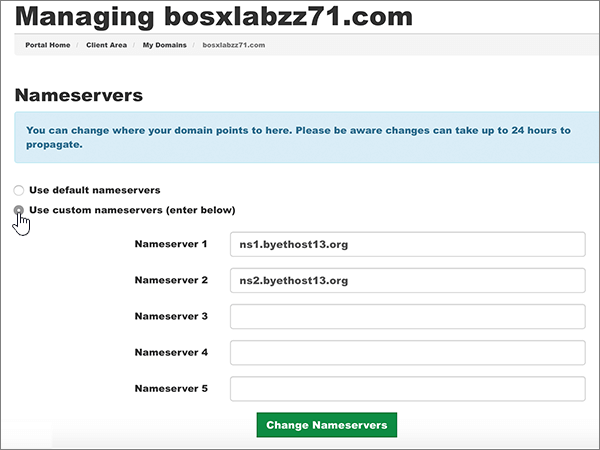 Managing bosxlabzz71.com
Portal Home / Client Area / My Domains / bosxlabzz71.com
Nameservers
You can change where your domain points to here. Please be aware changes can take up to 24 hours to
propagate.
Use default nameservers
Use custom nameservers (enter below)
Nameserver 1 ns1.byethost13.org
Nameserver 2 ns2.byethost13.org
Nameserver 3
Nameserver 4
Nameserver 5
Change Nameservers